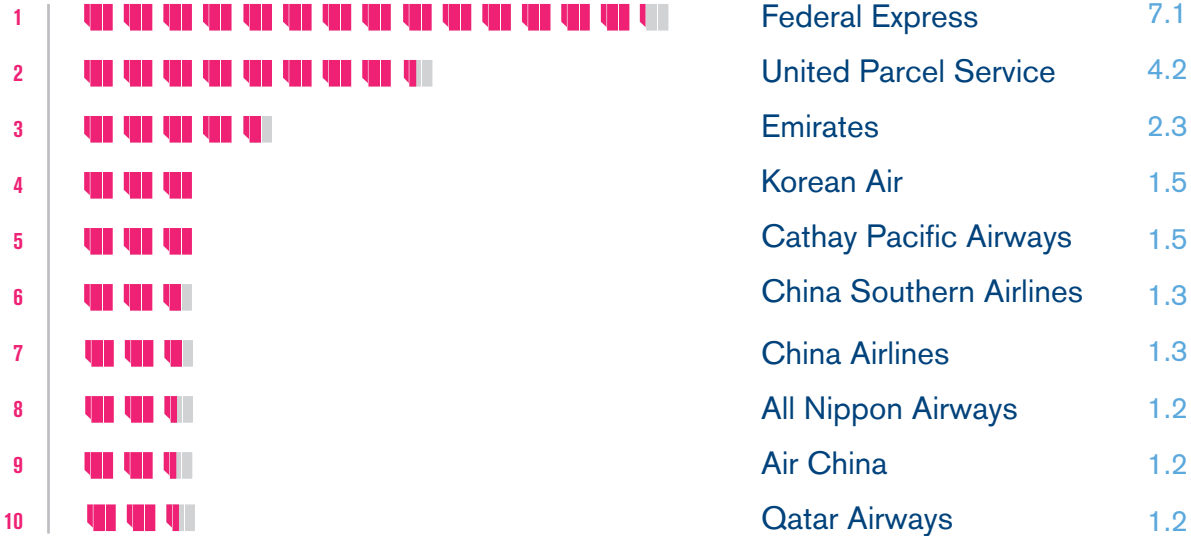 1 Federal Express 7.1
2 United Parcel Service 4.2
3 Emirates 2.3
4 Korean Air 1.5
5 Cathay Pacific Airways 1.5
6 China Southern Airlines 1.3
7 China Airlines 1.3
8 All Nippon Airways 1.2
9 Air China 1.2
10 Qatar Airways 1.2